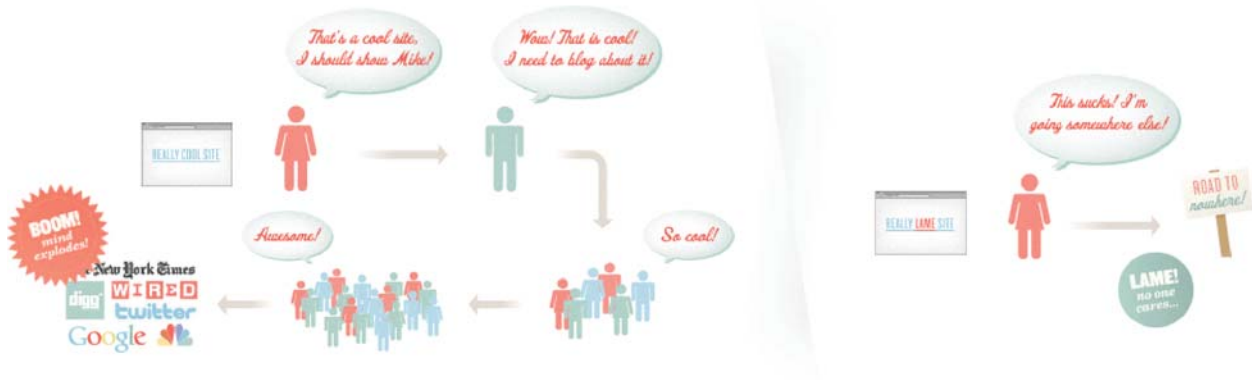 That's a cool site,
I should show Mike!
Wow! That is cool!
I need to blog about it!
REALLY COOL SITE
So cool!
Awesome!
BOOM!
mind
explodes!
New York Times
digg
WIRED
twitter
Google
This sucks! I'm
going somewhere else!
REALLY LAME SITE
ROAD TO
nowhere!
LAME!
no one
cares...